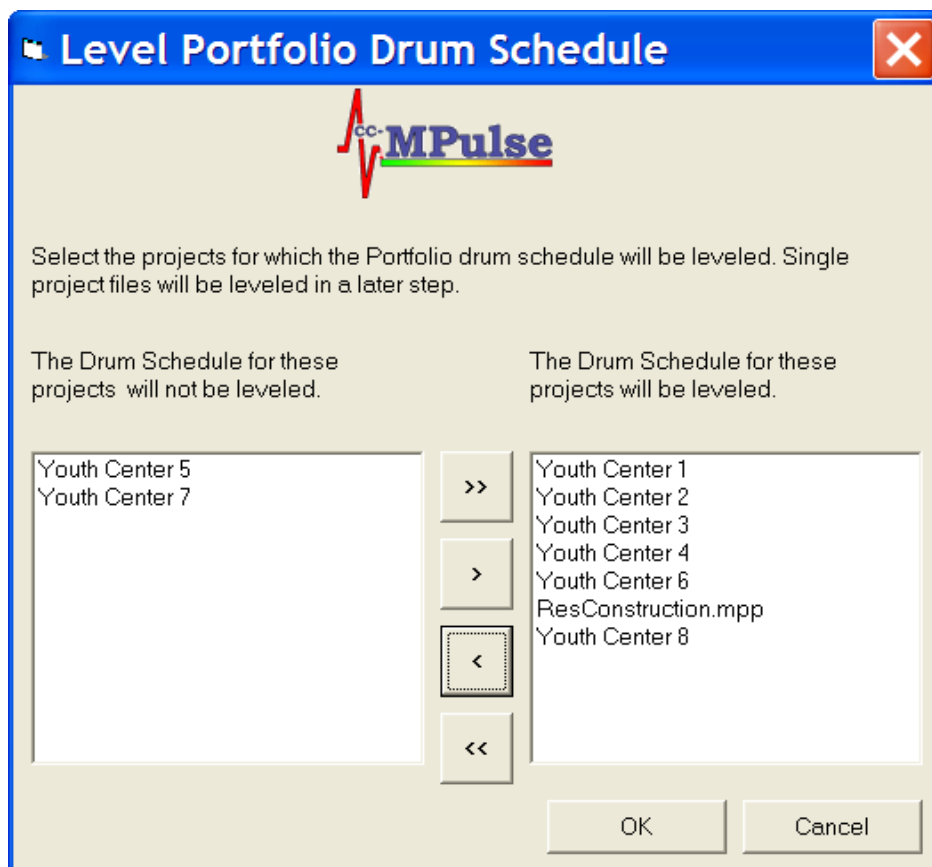 Level Portfolio Drum Schedule
cc-MPulse
Select the projects for which the Portfolio drum schedule will be leveled. Single
project files will be leveled in a later step.
The Drum Schedule for these
projects  will not be leveled.
The Drum Schedule for these
projects will be leveled.
Youth Center 5
Youth Center 7
>>
>
<
<<
Youth Center 1
Youth Center 2
Youth Center 3
Youth Center 4
Youth Center 6
ResConstruction.mpp
Youth Center 8
OK
Cancel